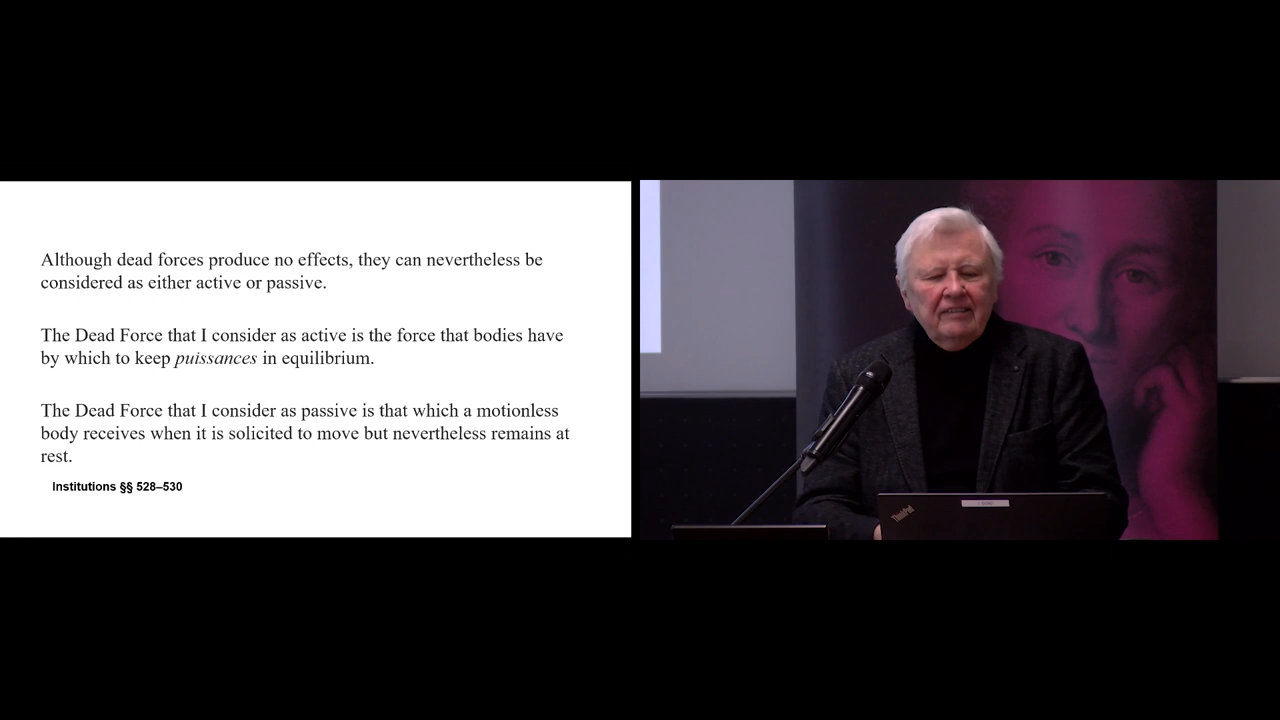 Although dead forces produce no effects, they can nevertheless be
considered as either active or passive.
The Dead Force that I consider as active is the force that bodies have
by which to keep puissances in equilibrium.
The Dead Force that I consider as passive is that which a motionless
body receives when it is solicited to move but nevertheless remains at
rest.
Institutions §§ 528–530
ThinkPad